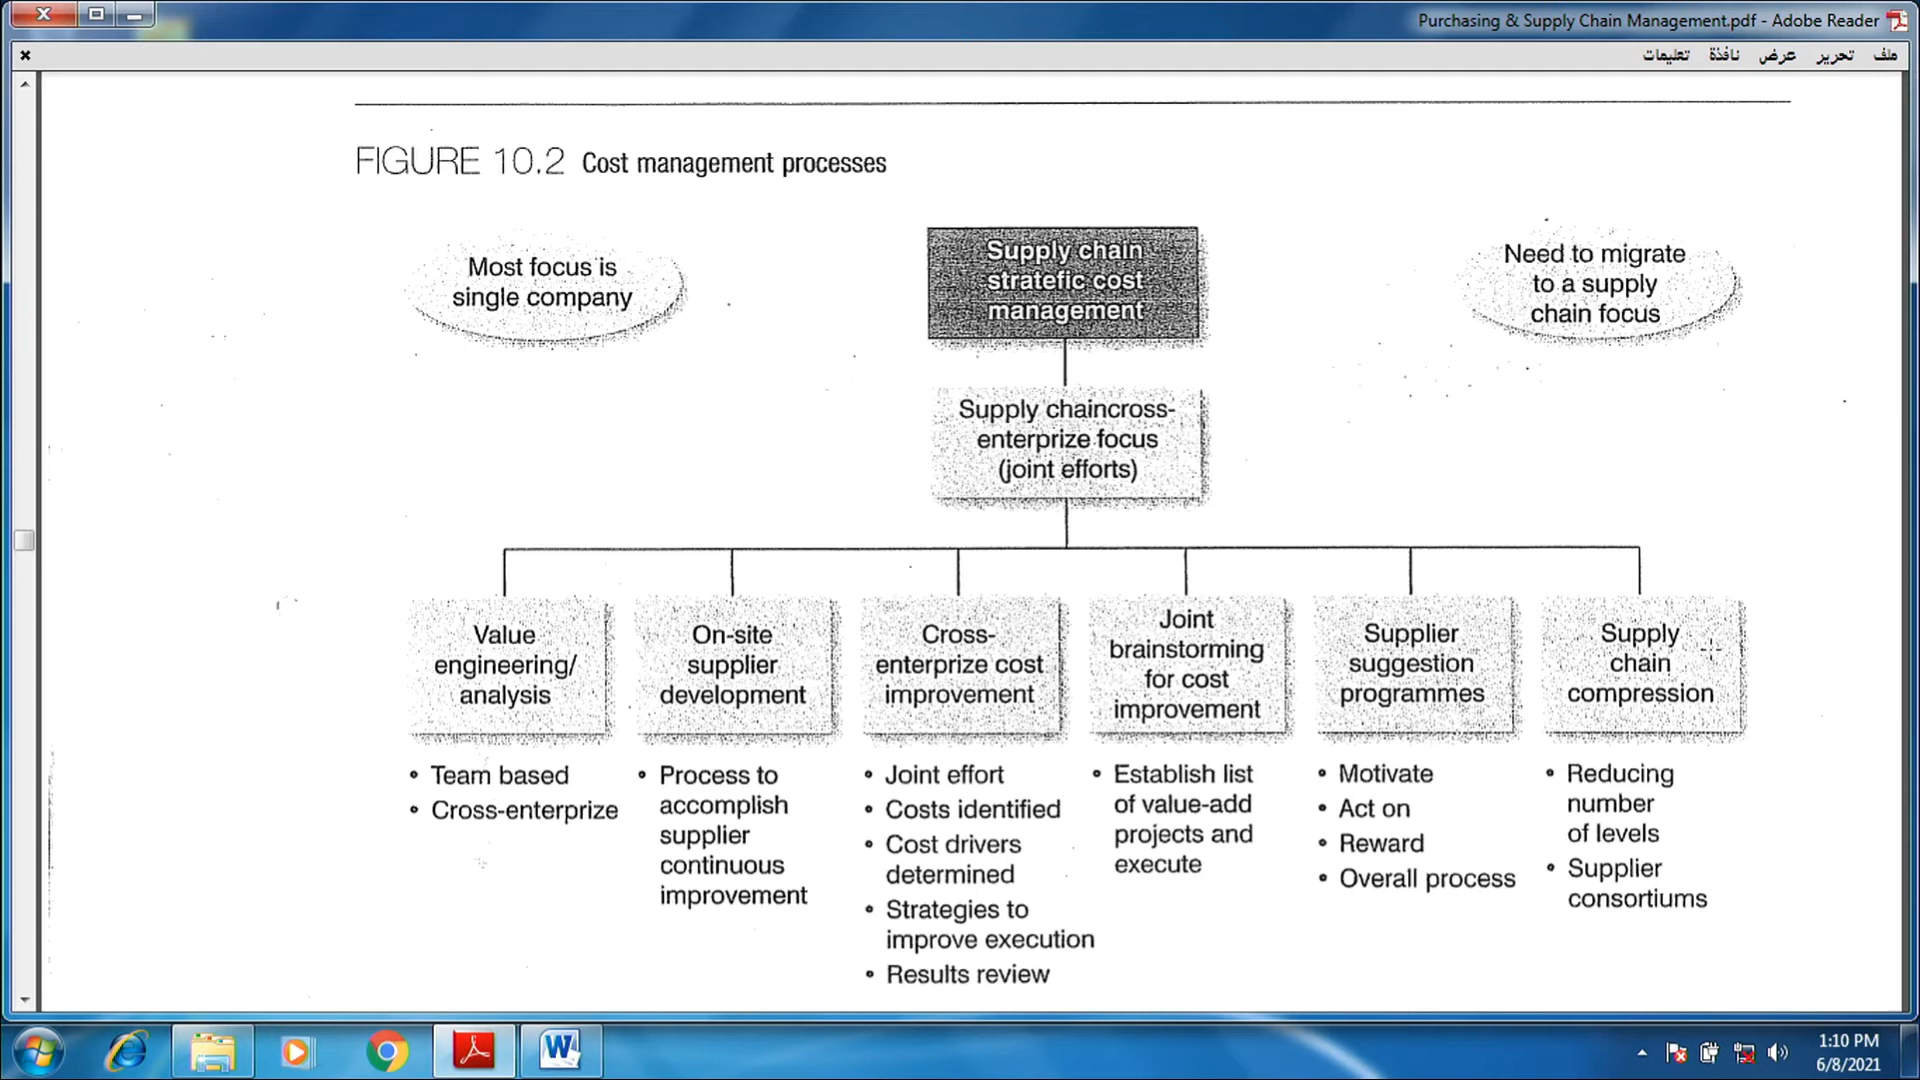 Purchasing & Supply Chain Management.pdf - Adobe Reader
ملف تحرير عرض نافذة تعليمات
FIGURE 10.2 Cost management processes
Most focus is
single company
Supply chain
stratefic cost
management
Need to migrate
to a supply
chain focus
Supply chaincross-
enterprize focus
(joint efforts)
Value
engineering/
analysis
• Team based
• Cross-enterprize
On-site
supplier
development
• Process to
accomplish
supplier
continuous
improvement
Cross-
enterprize cost
improvement
• Joint effort
• Costs identified
• Cost drivers
determined
• Strategies to
improve execution
• Results review
Joint
brainstorming
for cost
improvement
• Establish list
of value-add
projects and
execute
Supplier
suggestion
programmes
• Motivate
• Act on
• Reward
• Overall process
Supply
chain
compression
• Reducing
number
of levels
• Supplier
consortiums
1:10 PM
6/8/2021